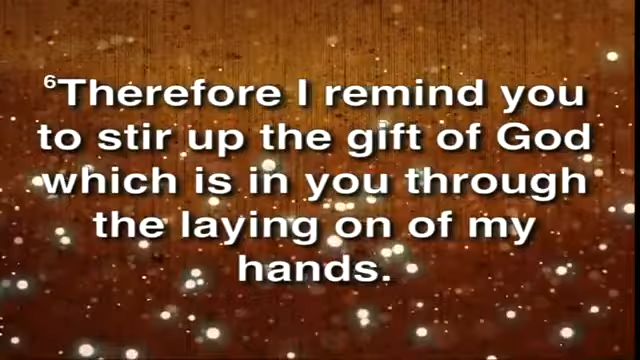 ⁶Therefore I remind you
to stir up the gift of God
which is in you through
the laying on of my
hands.